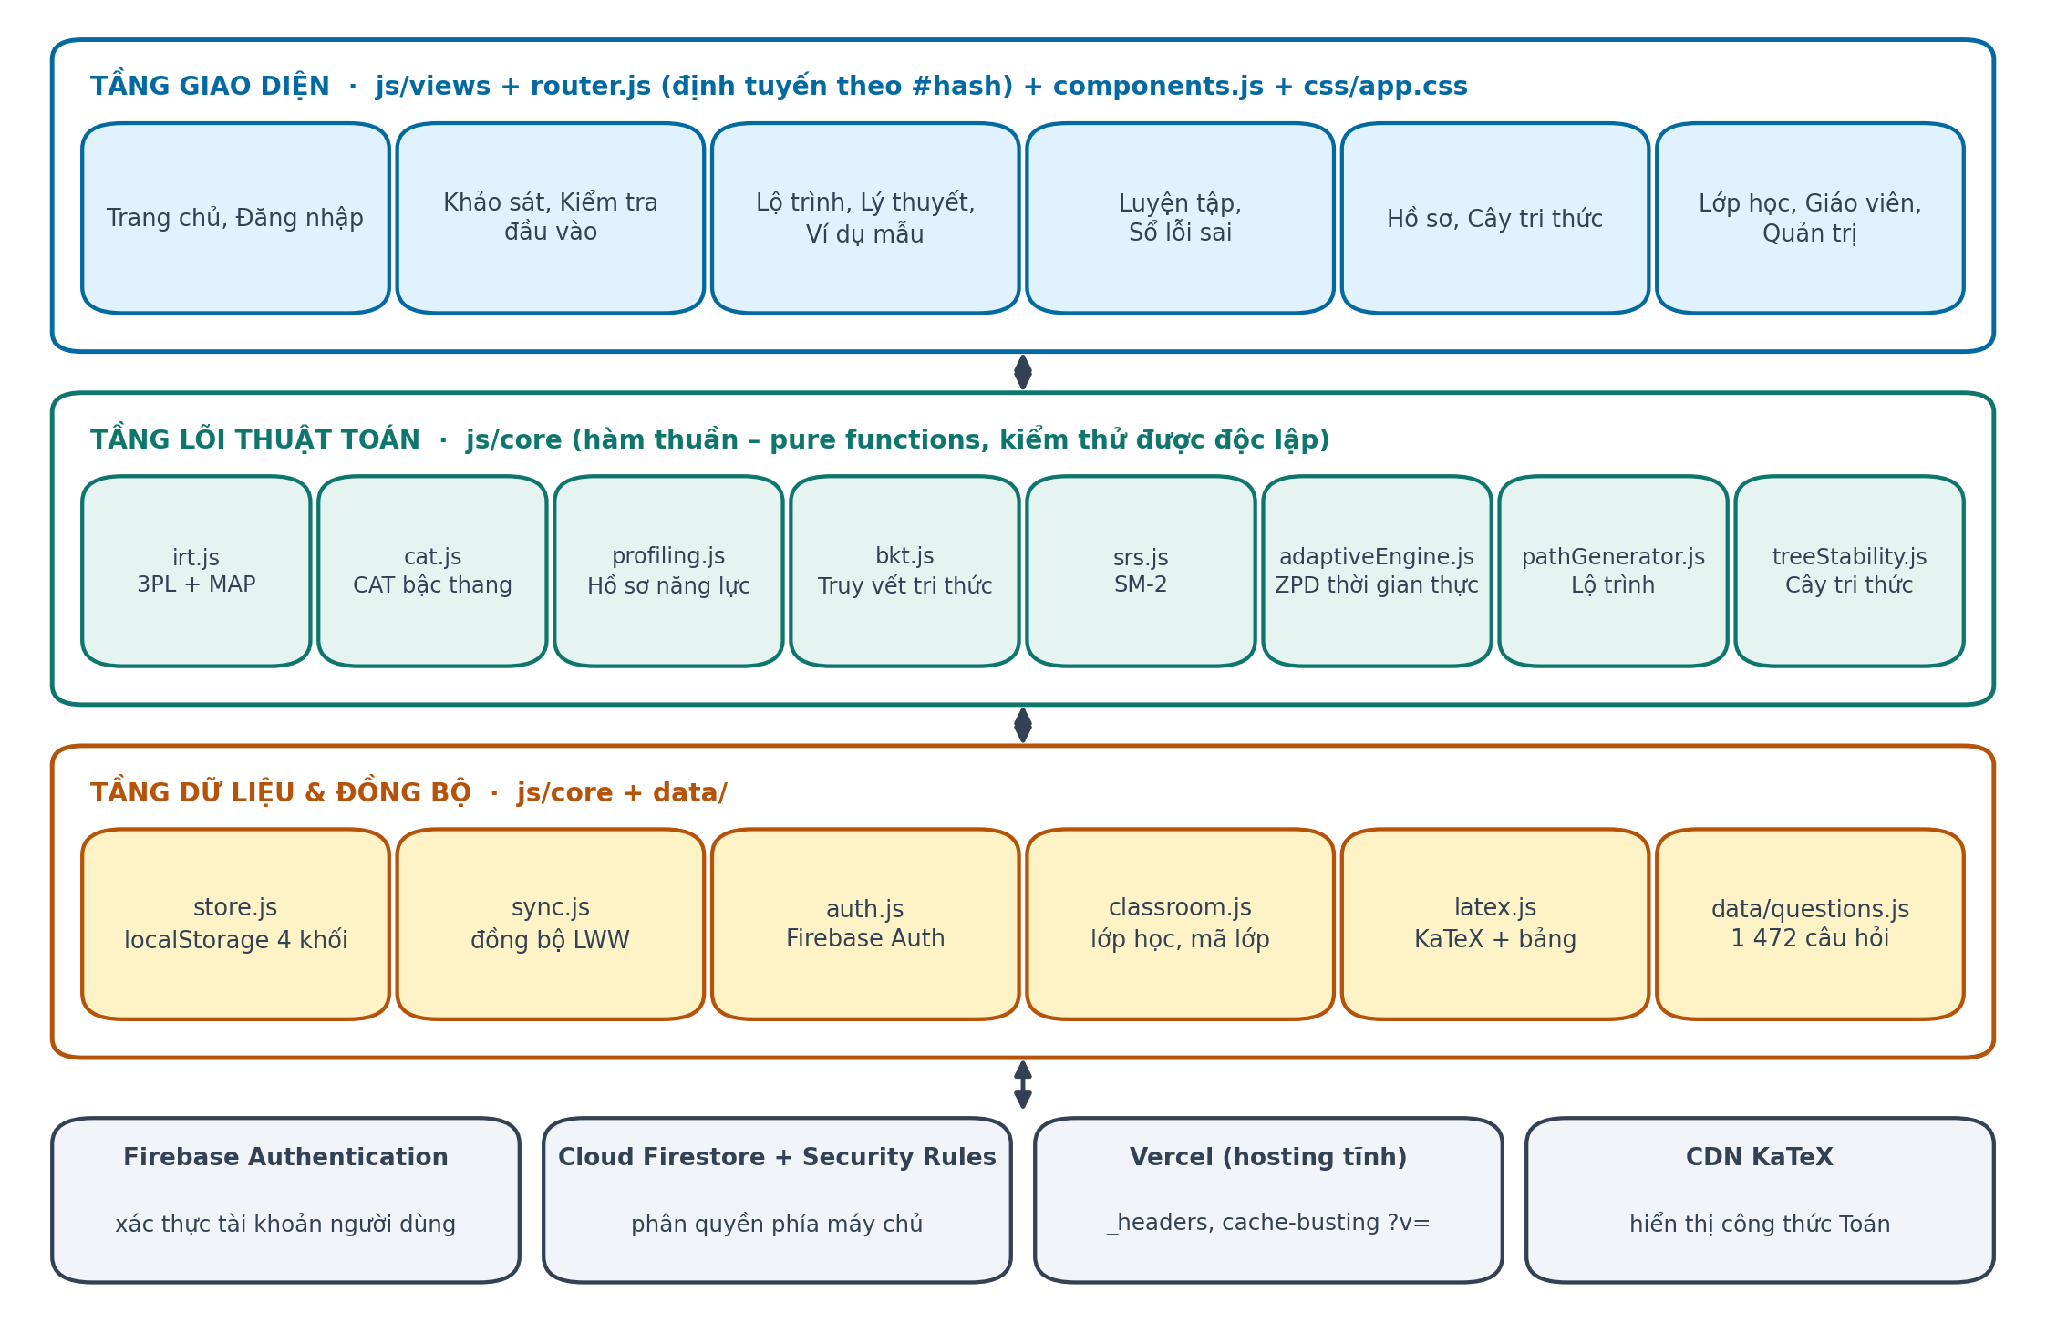 TẦNG GIAO DIỆN · js/views + router.js (định tuyến theo #hash) + components.js + css/app.css
Trang chủ, Đăng nhập
Khảo sát, Kiểm tra
đầu vào
Lộ trình, Lý thuyết,
Ví dụ mẫu
Luyện tập,
Sổ lỗi sai
Hồ sơ, Cây tri thức
Lớp học, Giáo viên,
Quản trị
TẦNG LÕI THUẬT TOÁN · js/core (hàm thuần – pure functions, kiểm thử được độc lập)
irt.js
3PL + MAP
cat.js
CAT bậc thang
profiling.js
Hồ sơ năng lực
bkt.js
Truy vết tri thức
srs.js
SM-2
adaptiveEngine.js
ZPD thời gian thực
pathGenerator.js
Lộ trình
treeStability.js
Cây tri thức
TẦNG DỮ LIỆU & ĐỒNG BỘ · js/core + data/
store.js
localStorage 4 khối
sync.js
đồng bộ LWW
auth.js
Firebase Auth
classroom.js
lớp học, mã lớp
latex.js
KaTeX + bảng
data/questions.js
1 472 câu hỏi
Firebase Authentication
xác thực tài khoản người dùng
Cloud Firestore + Security Rules
phân quyền phía máy chủ
Vercel (hosting tĩnh)
_headers, cache-busting ?v=
CDN KaTeX
hiển thị công thức Toán